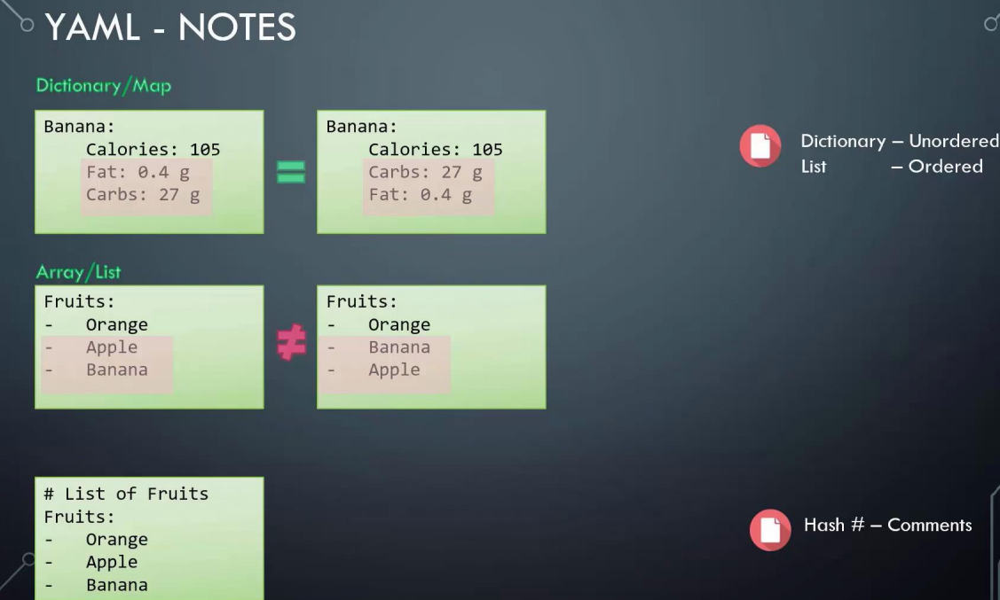 YAML - NOTES
Dictionary/Map
Banana:
Calories: 105
Fat: 0.4 g
Carbs: 27 g
=
Banana:
Calories: 105
Carbs: 27 g
Fat: 0.4 g
Dictionary – Unordered
List – Ordered
Array/List
Fruits:
- Orange
- Apple
- Banana
≠
Fruits:
- Orange
- Banana
- Apple
# List of Fruits
Fruits:
- Orange
- Apple
- Banana
Hash # – Comments